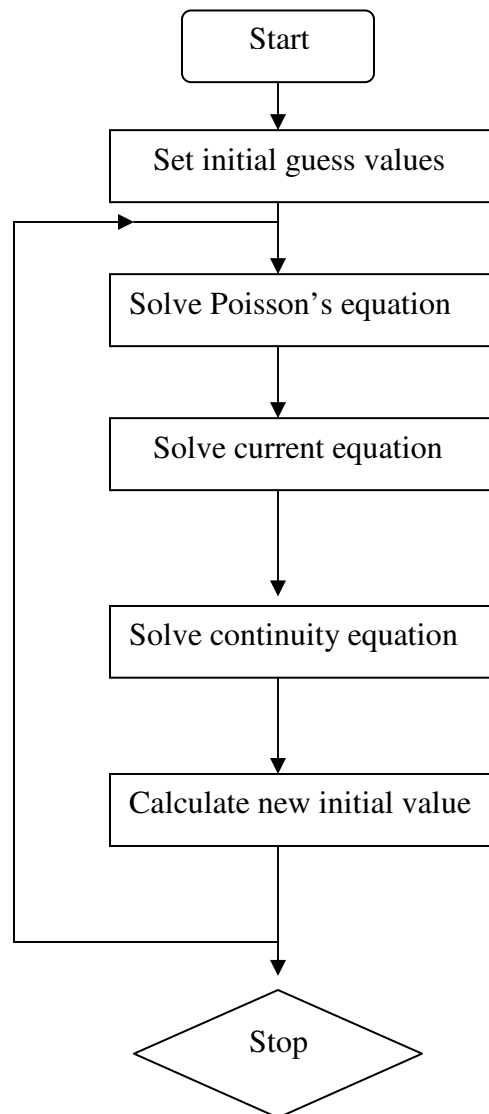 Start
Set initial guess values
Solve Poisson’s equation
Solve current equation
Solve continuity equation
Calculate new initial value
Stop